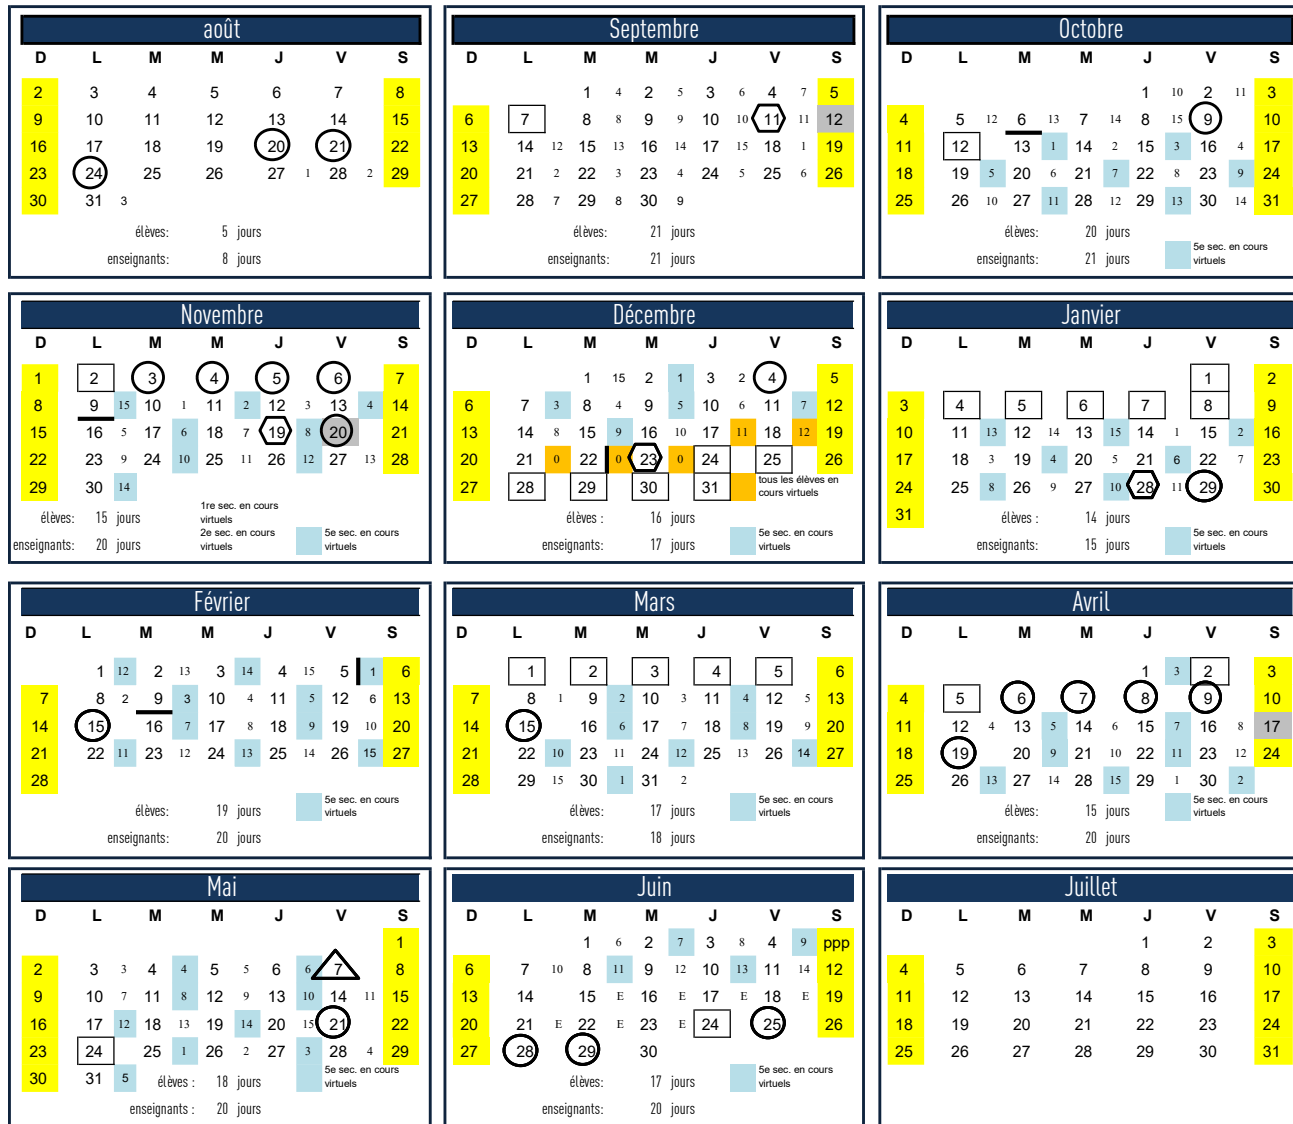 août
D L M M J V S
2 3 4 5 6 7 8
9 10 11 12 13 14 15
16 17 18 19 20 21 22
23 24 25 26 27 1 28 2 29
30 31 3
élèves: 5 jours
enseignants: 8 jours
Septembre
D L M M J V S
1 4 2 5 3 6 4 7 5
6 7 8 8 9 9 10 10 11 11 12
13 14 12 15 13 16 14 17 15 18 1 19
20 21 2 22 3 23 4 24 5 25 6 26
27 28 7 29 8 30 9
élèves: 21 jours
enseignants: 21 jours
Octobre
D L M M J V S
1 10 2 11 3
4 5 12 6 13 7 14 8 15 9 10
11 12 13 1 14 2 15 3 16 4 17
18 19 5 20 6 21 7 22 8 23 9 24
25 26 10 27 11 28 12 29 13 30 14 31
élèves: 20 jours
enseignants: 21 jours
5e sec. en cours
virtuels
Novembre
D L M M J V S
1 2 3 4 5 6 7
8 9 15 10 1 11 2 12 3 13 4 14
15 16 5 17 6 18 7 19 8 20 21
22 23 9 24 10 25 11 26 12 27 13 28
29 30 14
1re sec. en cours
virtuels
2e sec. en cours
virtuels
élèves: 15 jours
enseignants: 20 jours
5e sec. en cours
virtuels
Décembre
D L M M J V S
1 15 2 1 3 2 4 5
6 7 3 8 4 9 5 10 6 11 7 12
13 14 8 15 9 16 10 17 11 18 12 19
20 21 0 22 0 23 0 24 25 26
27 28 29 30 31
tous les élèves en
cours virtuels
élèves : 16 jours
enseignants: 17 jours
5e sec. en cours
virtuels
Janvier
D L M M J V S
1 2
3 4 5 6 7 8 9
10 11 13 12 14 13 15 14 1 15 2 16
17 18 3 19 4 20 5 21 6 22 7 23
24 25 8 26 9 27 10 28 11 29 30
31
élèves : 14 jours
enseignants: 15 jours
5e sec. en cours
virtuels
Février
D L M M J V S
1 12 2 13 3 14 4 15 5 1 6
7 8 2 9 3 10 4 11 5 12 6 13
14 15 16 7 17 8 18 9 19 10 20
21 22 11 23 12 24 13 25 14 26 15 27
28
élèves: 19 jours
enseignants: 20 jours
5e sec. en cours
virtuels
Mars
D L M M J V S
1 2 3 4 5 6
7 8 1 9 2 10 3 11 4 12 5 13
14 15 16 6 17 7 18 8 19 9 20
21 22 10 23 11 24 12 25 13 26 14 27
28 29 15 30 1 31 2
élèves: 17 jours
enseignants: 18 jours
5e sec. en cours
virtuels
Avril
D L M M J V S
1 3 2 3
4 5 6 7 8 9 10
11 12 4 13 5 14 6 15 7 16 8 17
18 19 20 9 21 10 22 11 23 12 24
25 26 13 27 14 28 15 29 1 30 2
élèves: 15 jours
enseignants: 20 jours
5e sec. en cours
virtuels
Mai
D L M M J V S
1
2 3 3 4 4 5 5 6 6 7 8
9 10 7 11 8 12 9 13 10 14 11 15
16 17 12 18 13 19 14 20 15 21 22
23 24 25 1 26 2 27 3 28 4 29
30 31 5
élèves : 18 jours
enseignants : 20 jours
5e sec. en cours
virtuels
Juin
D L M M J V S
1 6 2 7 3 8 4 9 ppp
6 7 10 8 11 9 12 10 13 11 14 12
13 14 15 E 16 E 17 E 18 E 19
20 21 E 22 E 23 E 24 25 26
27 28 29 30
élèves: 17 jours
enseignants: 20 jours
5e sec. en cours
virtuels
Juillet
D L M M J V S
1 2 3
4 5 6 7 8 9 10
11 12 13 14 15 16 17
18 19 20 21 22 23 24
25 26 27 28 29 30 31